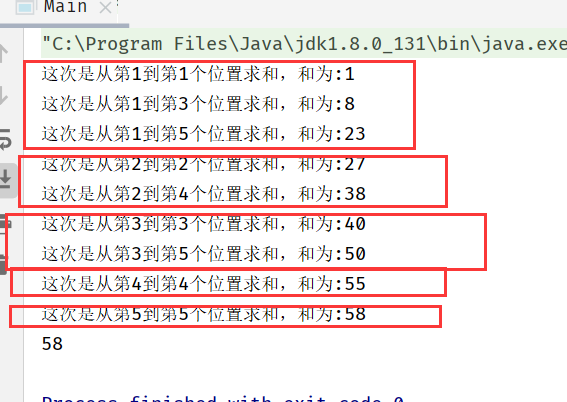 Main
"C:\Program Files\Java\jdk1.8.0_131\bin\java.exe
这次是从第1到第1个位置求和，和为:1
这次是从第1到第3个位置求和，和为:8
这次是从第1到第5个位置求和，和为:23
这次是从第2到第2个位置求和，和为:27
这次是从第2到第4个位置求和，和为:38
这次是从第3到第3个位置求和，和为:40
这次是从第3到第5个位置求和，和为:50
这次是从第4到第4个位置求和，和为:55
这次是从第5到第5个位置求和，和为:58
58
Process finished with exit code 0